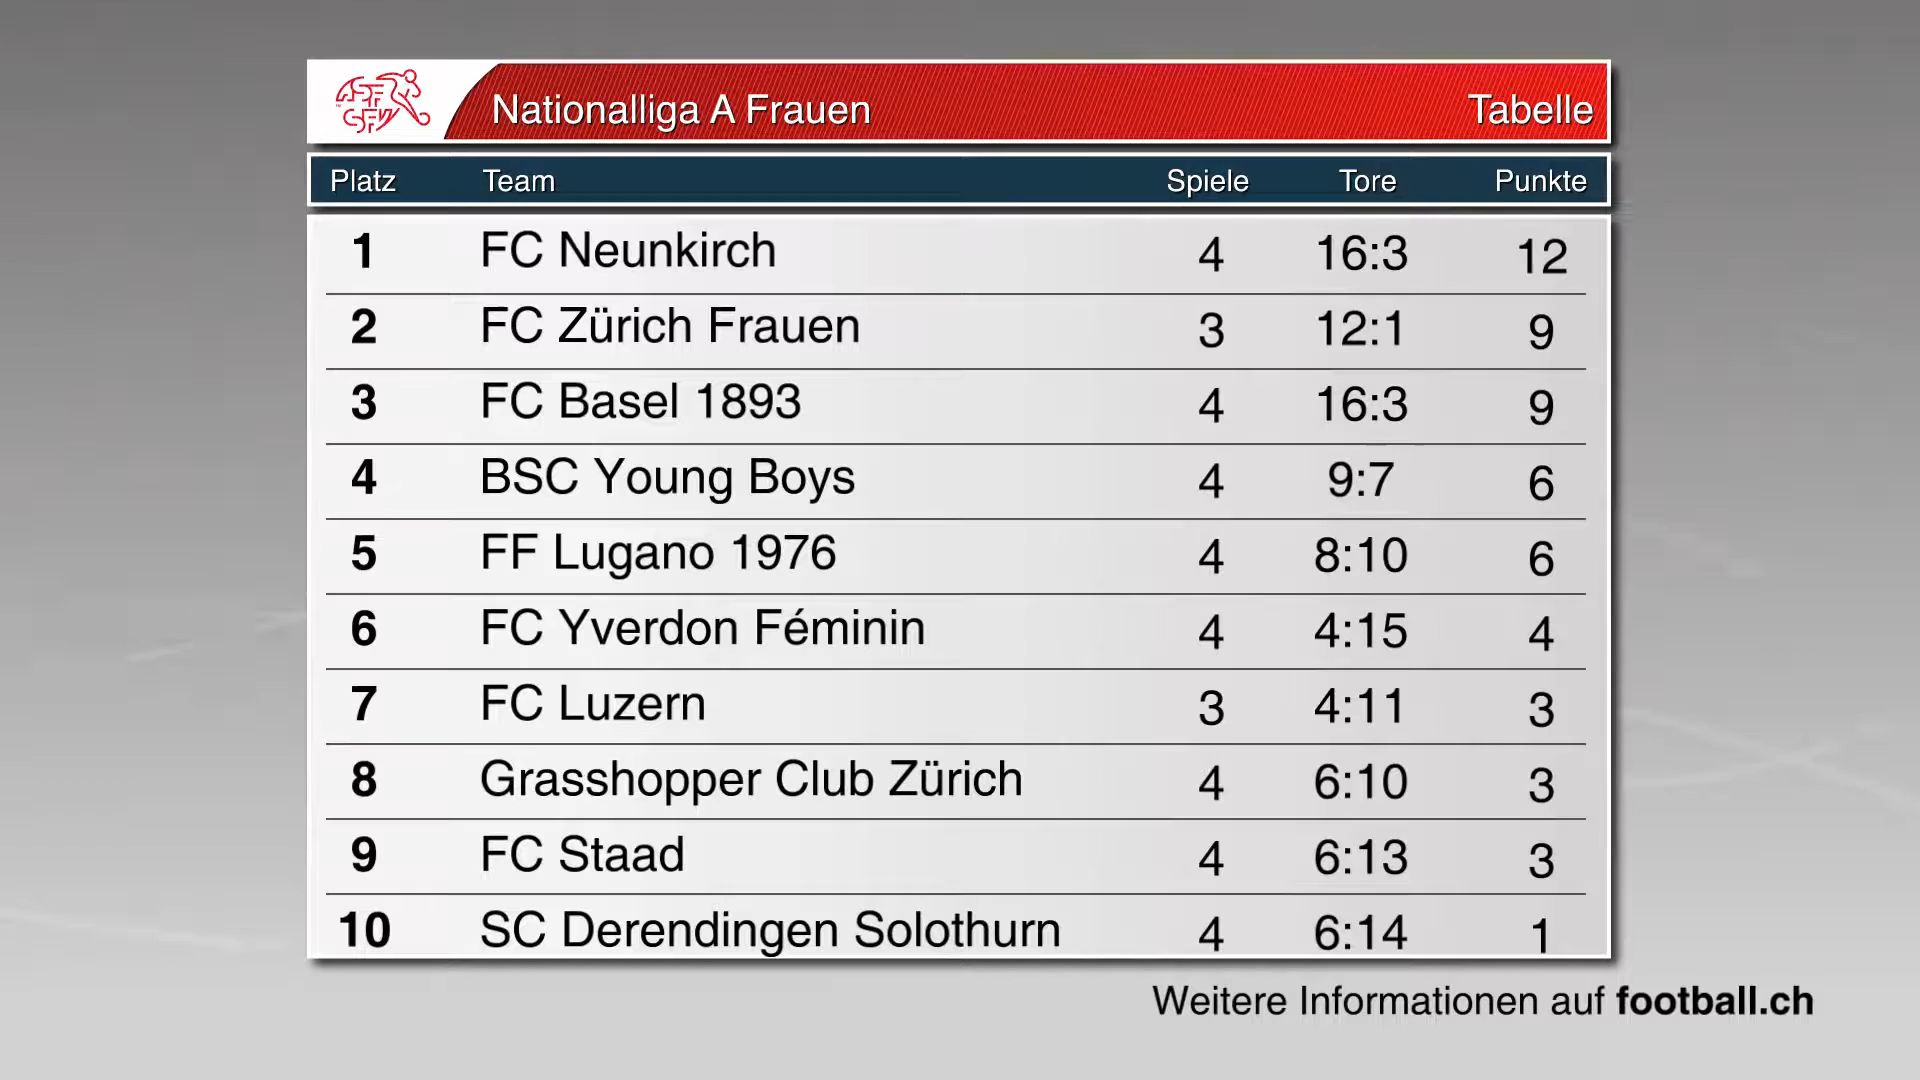 ASF
SFV
Nationalliga A Frauen Tabelle
Platz Team Spiele Tore Punkte
1 FC Neunkirch 4 16:3 12
2 FC Zürich Frauen 3 12:1 9
3 FC Basel 1893 4 16:3 9
4 BSC Young Boys 4 9:7 6
5 FF Lugano 1976 4 8:10 6
6 FC Yverdon Féminin 4 4:15 4
7 FC Luzern 3 4:11 3
8 Grasshopper Club Zürich 4 6:10 3
9 FC Staad 4 6:13 3
10 SC Derendingen Solothurn 4 6:14 1
Weitere Informationen auf football.ch